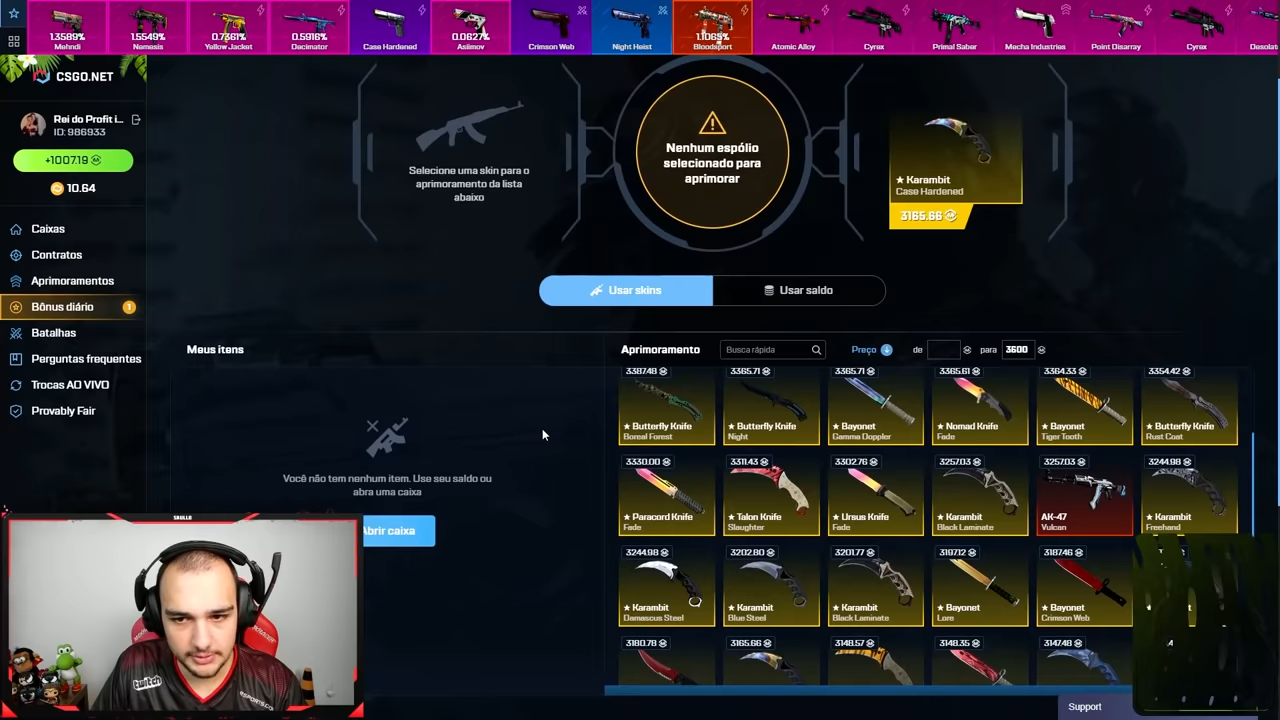 1.3589%
Mehndi
1.5549%
Nemesis
0.7361%
Yellow Jacket
0.5916%
Decimator
Case Hardened
0.0627%
Asiimov
Crimson Web
Night Heist
1.1065%
Bloodsport
Atomic Alloy
Cyrex
Primal Saber
Mecha Industries
Point Disarray
Cyrex
CSGO.NET
Rei do Profit i...
ID: 986933
+1007.19
10.64
Caixas
Contratos
Aprimoramentos
Bônus diário
1
Batalhas
Perguntas frequentes
Trocas AO VIVO
Provably Fair
Selecione uma skin para o
aprimoramento da lista
abaixo
Nenhum espólio
selecionado para
aprimorar
★ Karambit
Case Hardened
3165.66
Usar skins
Usar saldo
Meus itens
Você não tem nenhum item. Use seu saldo ou
abra uma caixa
Abrir caixa
Aprimoramento
Busca rápida
Preço
de
para
3600
3387.48
★ Butterfly Knife
Boreal Forest
3365.71
★ Butterfly Knife
Night
3365.71
★ Bayonet
Gamma Doppler
3365.61
★ Nomad Knife
Fade
3364.33
★ Bayonet
Tiger Tooth
3354.42
★ Butterfly Knife
Rust Coat
3330.00
★ Paracord Knife
Fade
3311.43
★ Talon Knife
Slaughter
3302.76
★ Ursus Knife
Fade
3257.03
★ Karambit
Black Laminate
3257.03
AK-47
Vulcan
3244.98
★ Karambit
Freehand
3244.98
★ Karambit
Damascus Steel
3202.80
★ Karambit
Blue Steel
3201.77
★ Karambit
Black Laminate
3197.12
★ Bayonet
Lore
3187.46
★ Bayonet
Crimson Web
3180.78
3165.66
3148.57
3148.35
3147.48
Support
SKULLO
twitch